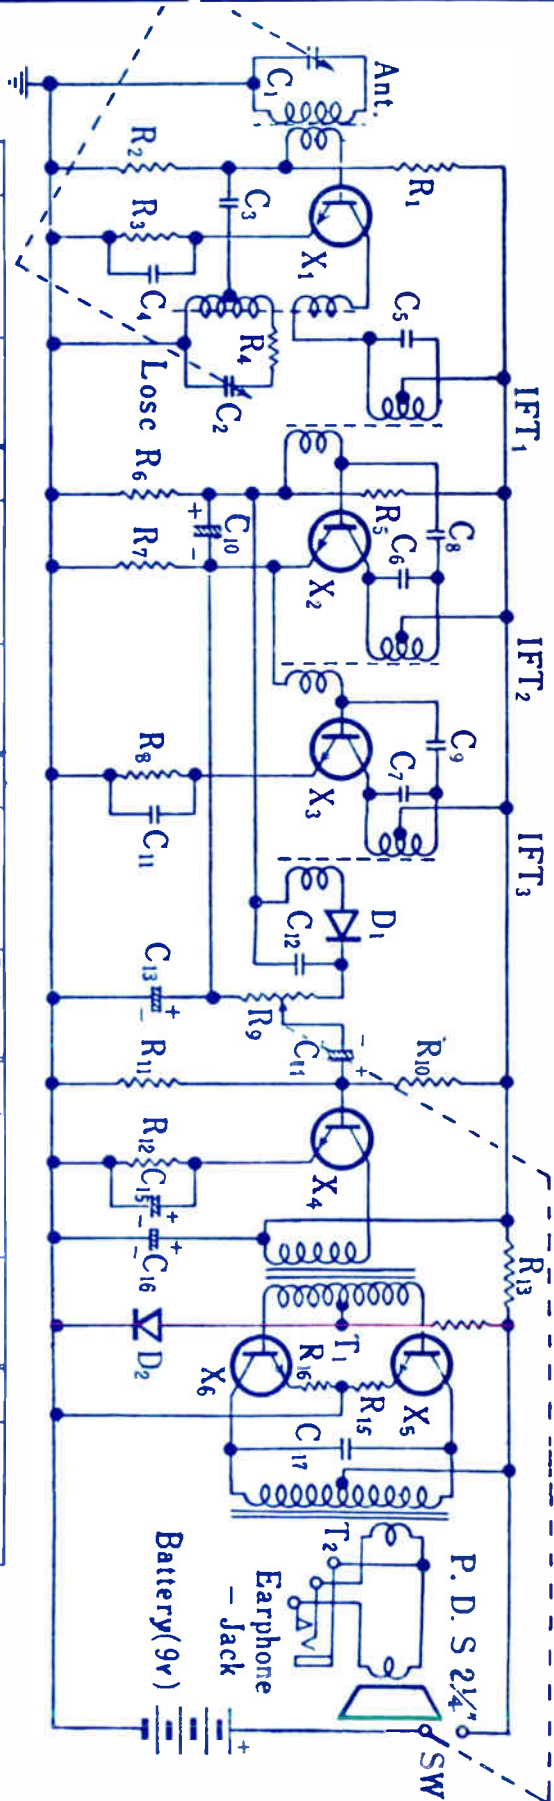 Ant.
C1
R2
R1
C3
R3
X1
C4
C5
R4
Losc
C2
IFT1
R6
R5
C8
C10
+
-
C6
R7
X2
IFT2
C9
R8
C7
X3
C11
IFT3
D1
C12
C13
+
-
R9
C11
-
+
R10
R11
R12
X4
C15
+
-
C16
+
-
R13
D2
T1
X6
R16
R15
X5
C17
T2
P. D. S 2¼"
Earphone
- Jack
Battery(9v)
+
SW